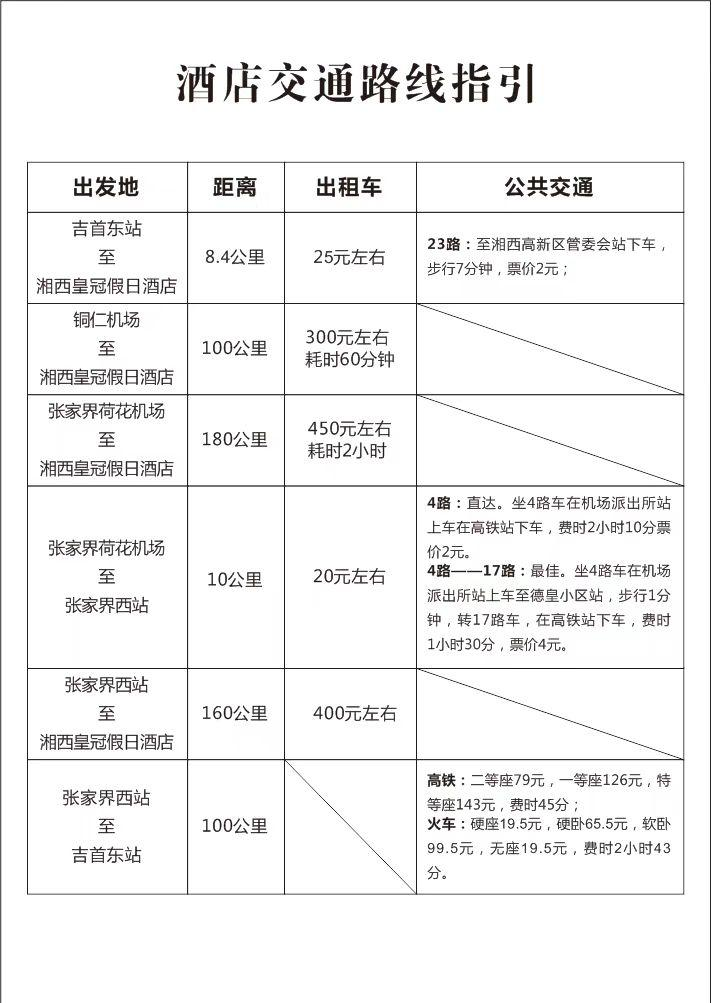 酒店交通路线指引
出发地 距离 出租车 公共交通
吉首东站
至
湘西皇冠假日酒店
8.4公里
25元左右
23路：至湘西高新区管委会站下车，
步行7分钟，票价2元；
铜仁机场
至
湘西皇冠假日酒店
100公里
300元左右
耗时60分钟
张家界荷花机场
至
湘西皇冠假日酒店
180公里
450元左右
耗时2小时
张家界荷花机场
至
张家界西站
10公里
20元左右
4路：直达。坐4路车在机场派出所站
上车在高铁站下车，费时2小时10分票
价2元。
4路——17路：最佳。坐4路车在机场
派出所站上车至德皇小区站，步行1分
钟，转17路车，在高铁站下车，费时
1小时30分，票价4元。
张家界西站
至
湘西皇冠假日酒店
160公里
400元左右
张家界西站
至
吉首东站
100公里
高铁：二等座79元，一等座126元，特
等座143元，费时45分；
火车：硬座19.5元，硬卧65.5元，软卧
99.5元，无座19.5元，费时2小时43
分。